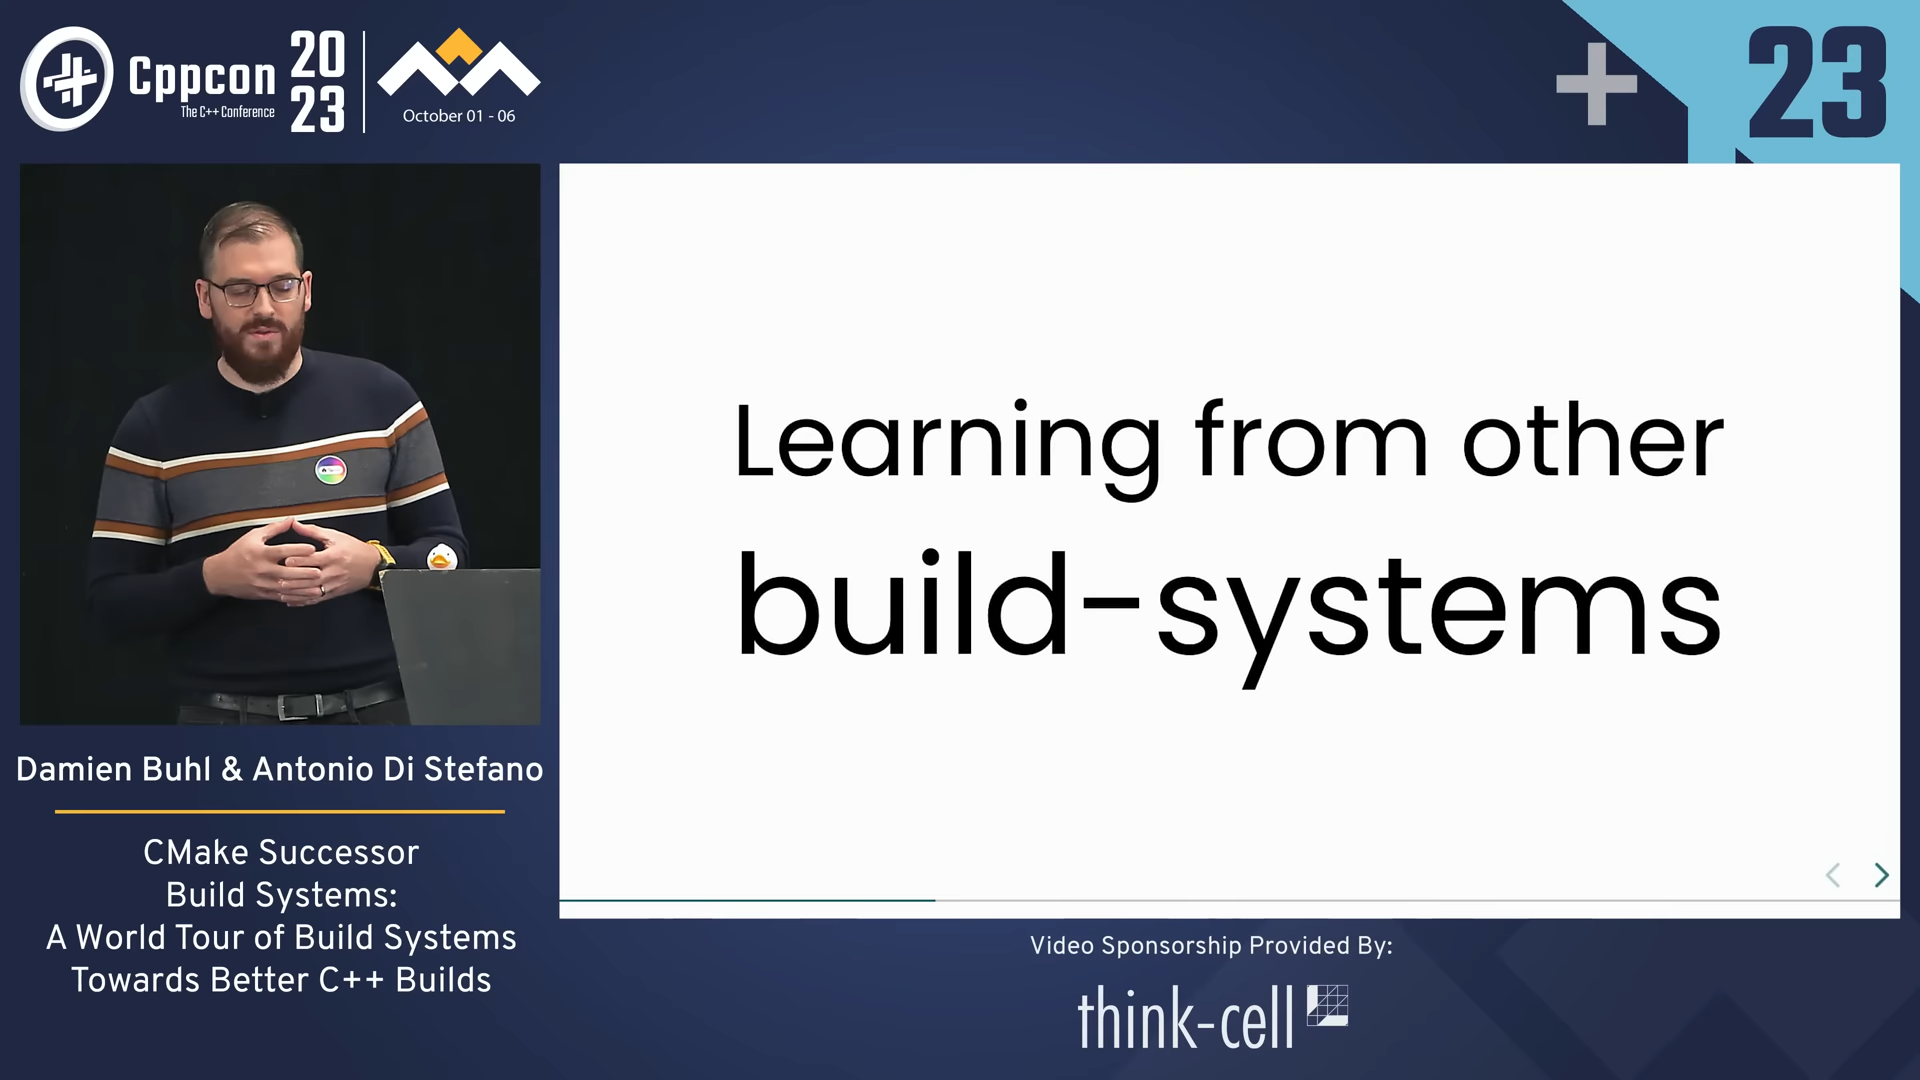 Cppcon
The C++ Conference
20
23
October 01 - 06
+ 23
Learning from other
build-systems
Damien Buhl & Antonio Di Stefano
CMake Successor
Build Systems:
A World Tour of Build Systems
Towards Better C++ Builds
Video Sponsorship Provided By:
think-cell